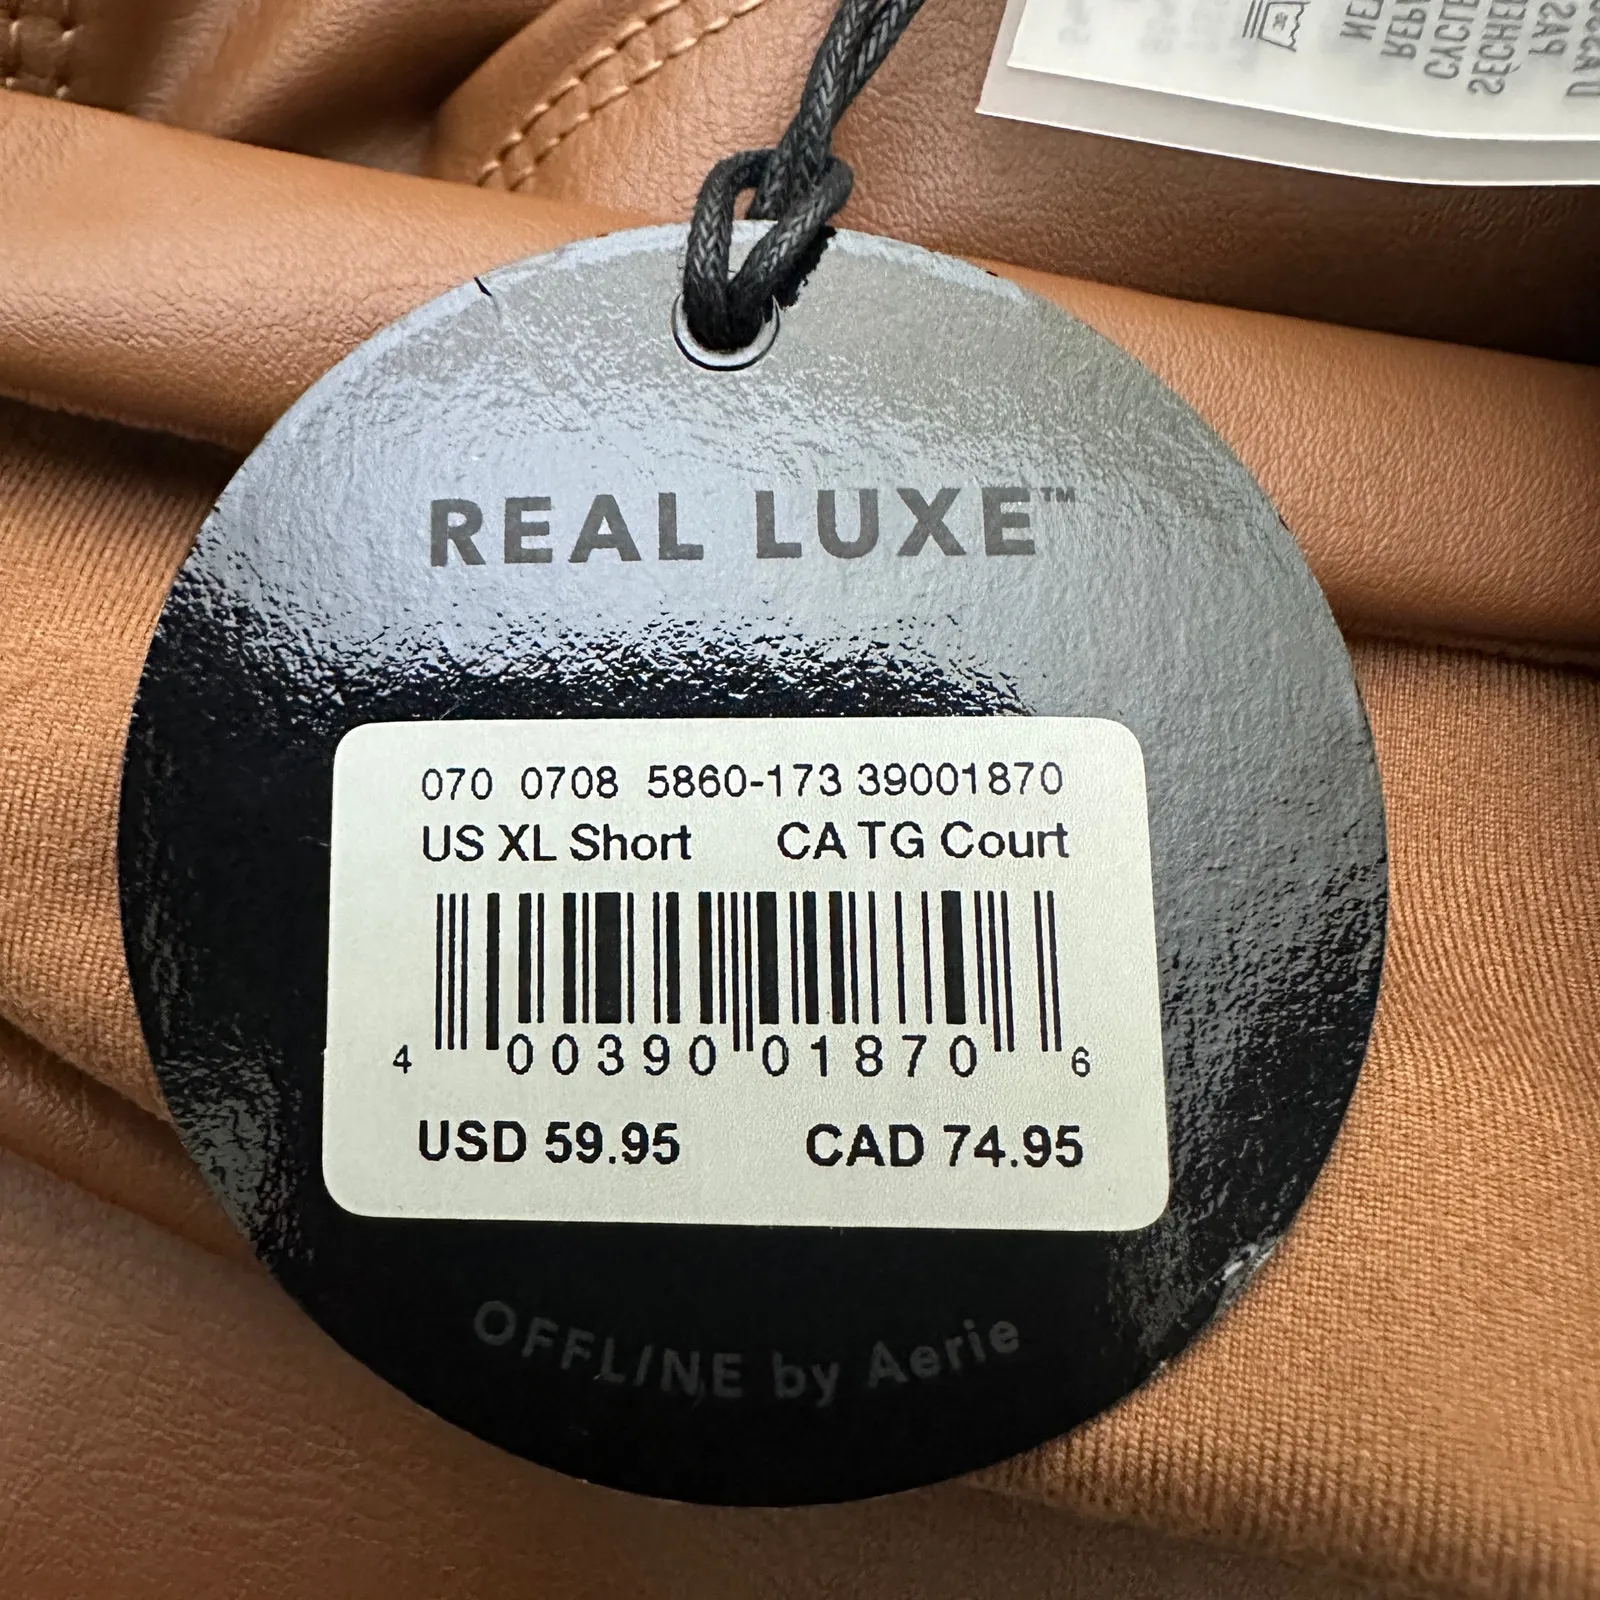 REAL LUXE™
070 0708 5860-173 39001870
US XL Short CA TG Court
4 00390 01870 6
USD 59.95 CAD 74.95
OFFLINE by Aerie